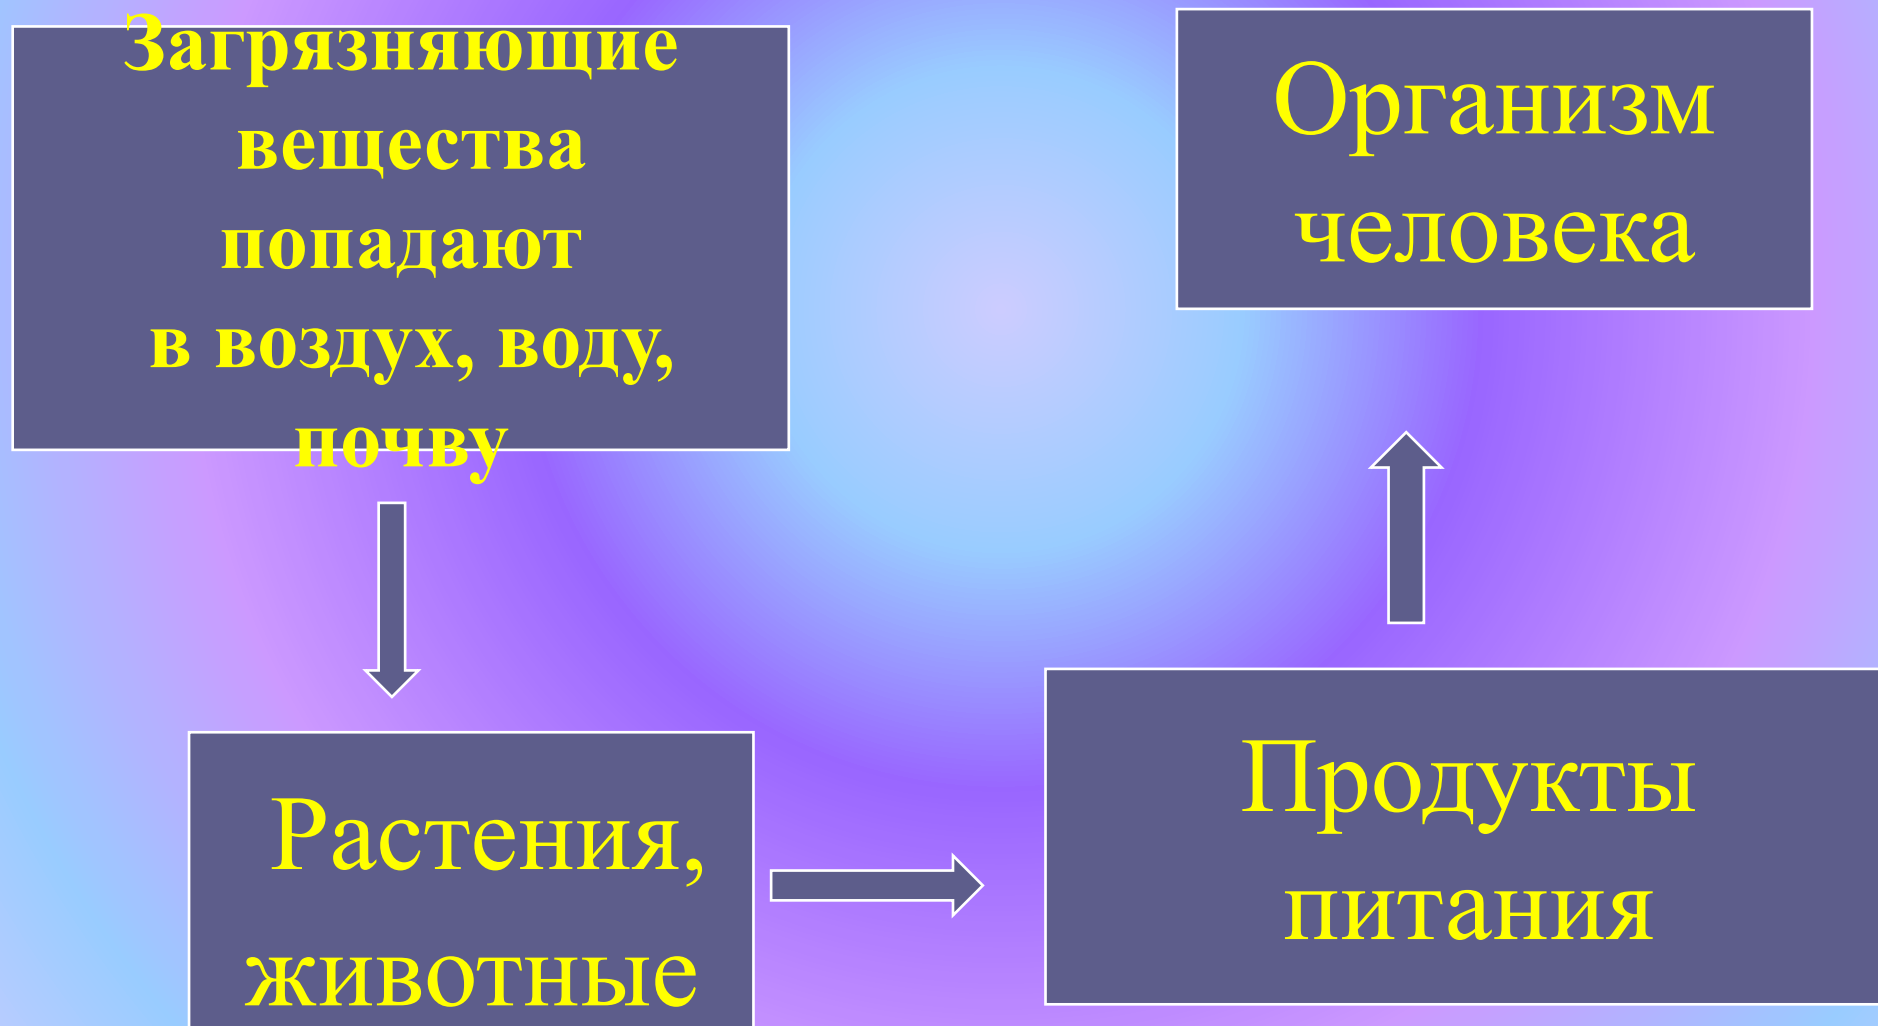 Загрязняющие
вещества
попадают
в воздух, воду,
почву
Организм
человека
Растения,
животные
Продукты
питания